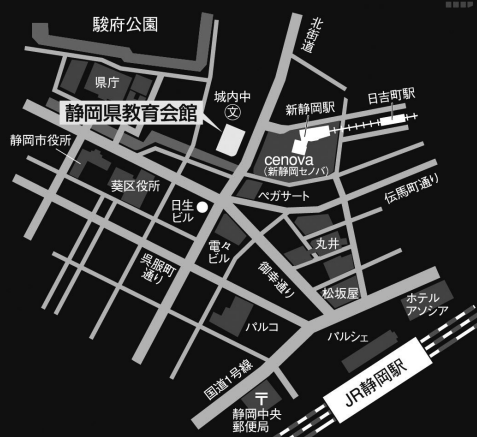 駿府公園
北街道
県庁
城内中
文
静岡県教育会館
新静岡駅
日吉町駅
静岡市役所
cenova
(新静岡セノバ)
葵区役所
ペガサート
伝馬町通り
日生
ビル
電々
ビル
丸井
呉服町
通り
御幸通り
松坂屋
ホテル
アソシア
パルコ
パルシェ
国道1号線
JR静岡駅
〒
静岡中央
郵便局